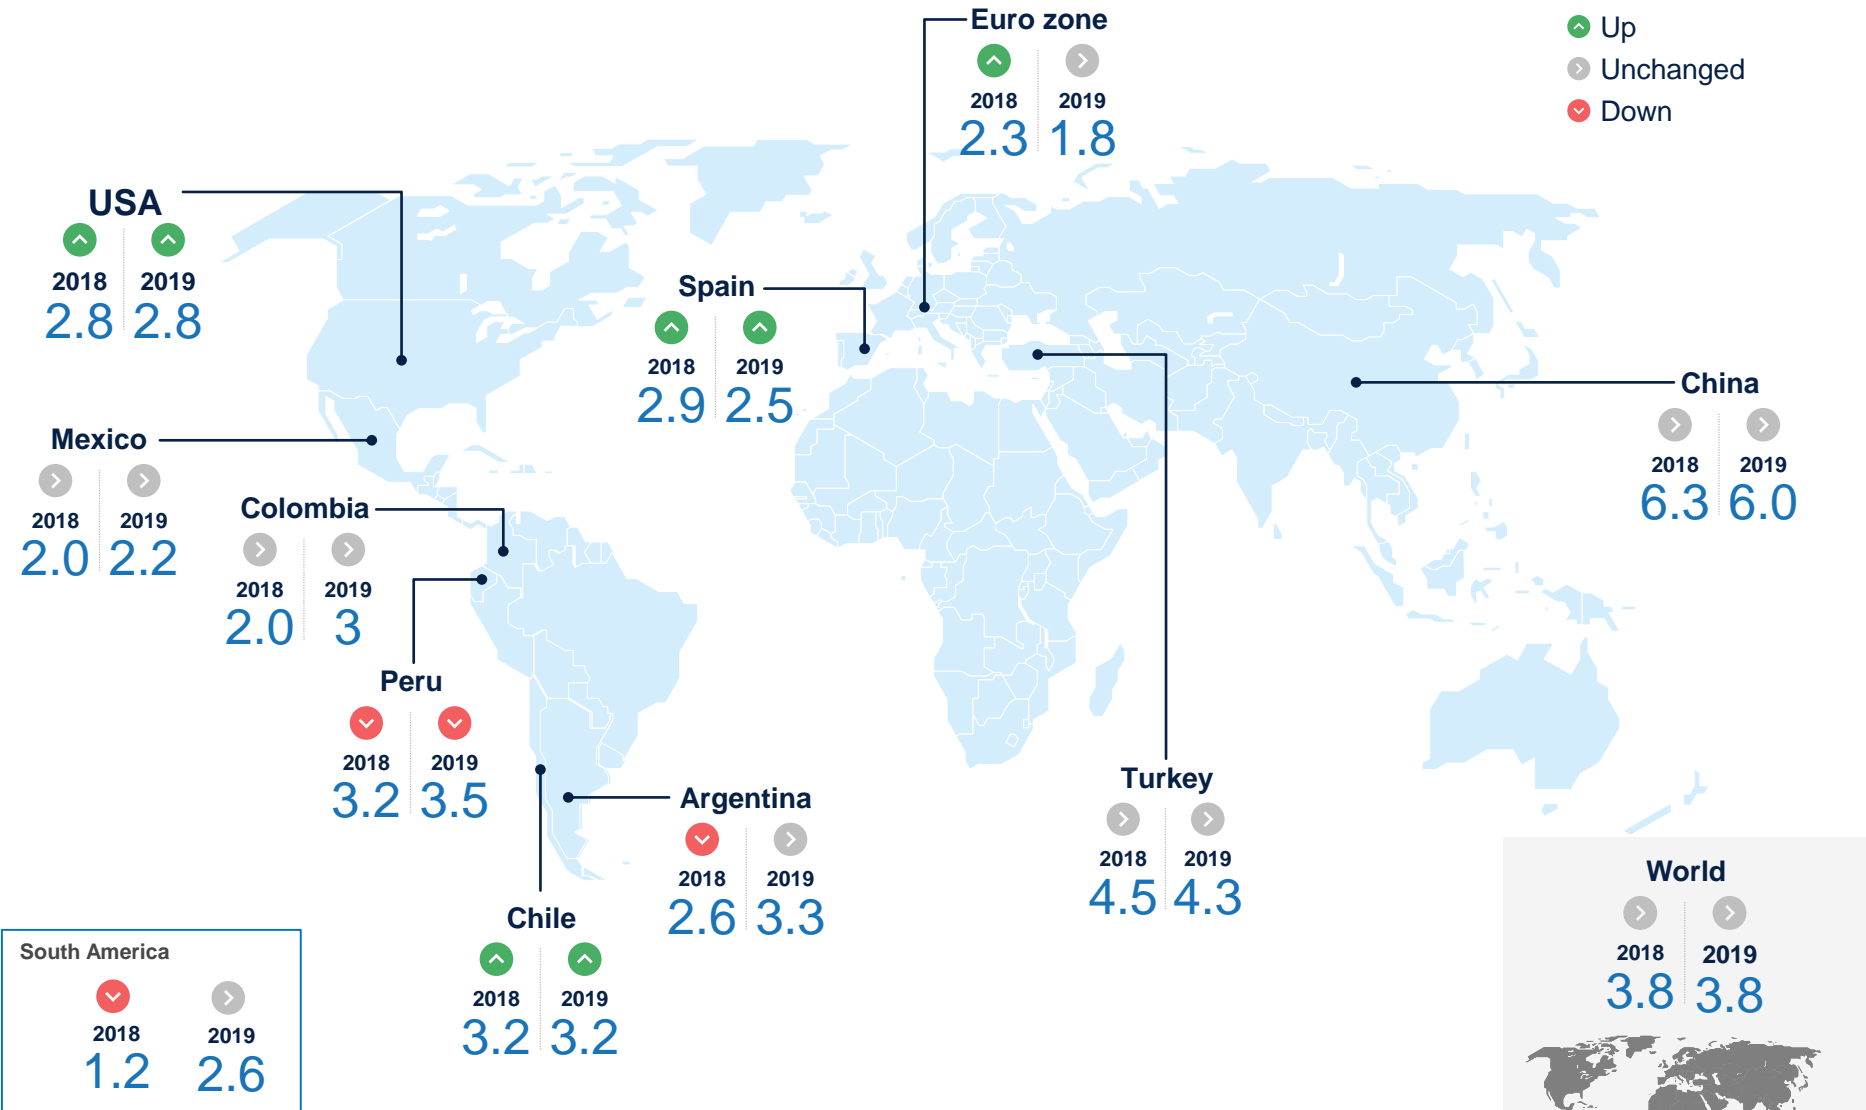 Euro zone
2018 2019
2.3 1.8
Up
Unchanged
Down
USA
2018 2019
2.8 2.8
Spain
2018 2019
2.9 2.5
China
2018 2019
6.3 6.0
Mexico
2018 2019
2.0 2.2
Colombia
2018 2019
2.0 3
Peru
2018 2019
3.2 3.5
Argentina
2018 2019
2.6 3.3
Turkey
2018 2019
4.5 4.3
Chile
2018 2019
3.2 3.2
South America
2018 2019
1.2 2.6
World
2018 2019
3.8 3.8